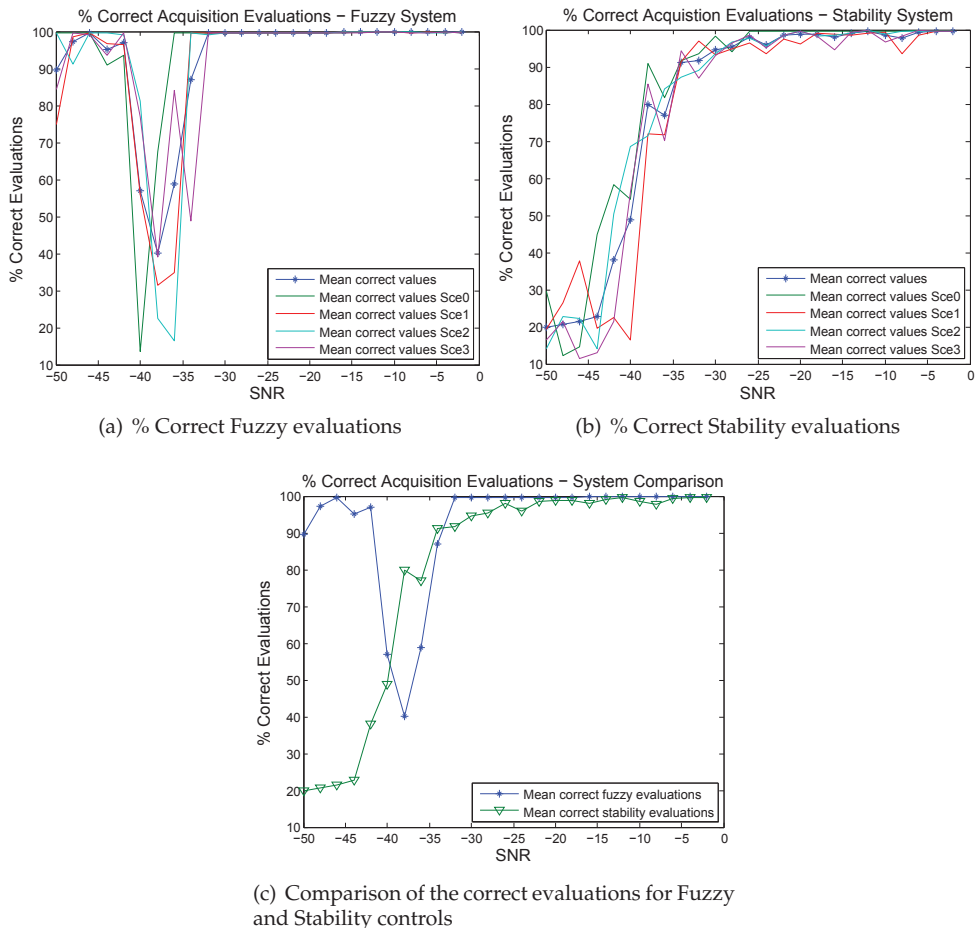 % Correct Acquisition Evaluations − Fuzzy System
100
90
80
70
60
50
40
30
20
10
% Correct Evaluations
Mean correct values
Mean correct values Sce0
Mean correct values Sce1
Mean correct values Sce2
Mean correct values Sce3
−50 −45 −40 −35 −30 −25 −20 −15 −10 −5 0
SNR
(a) % Correct Fuzzy evaluations
% Correct Acquistion Evaluations − Stability System
100
90
80
70
60
50
40
30
20
10
% Correct Evaluations
Mean correct values
Mean correct values Sce0
Mean correct values Sce1
Mean correct values Sce2
Mean correct values Sce3
−50 −45 −40 −35 −30 −25 −20 −15 −10 −5 0
SNR
(b) % Correct Stability evaluations
% Correct Acquisition Evaluations − System Comparison
100
90
80
70
60
50
40
30
20
10
% Correct Evaluations
Mean correct fuzzy evaluations
Mean correct stability evaluations
−50 −45 −40 −35 −30 −25 −20 −15 −10 −5 0
SNR
(c) Comparison of the correct evaluations for Fuzzy
and Stability controls